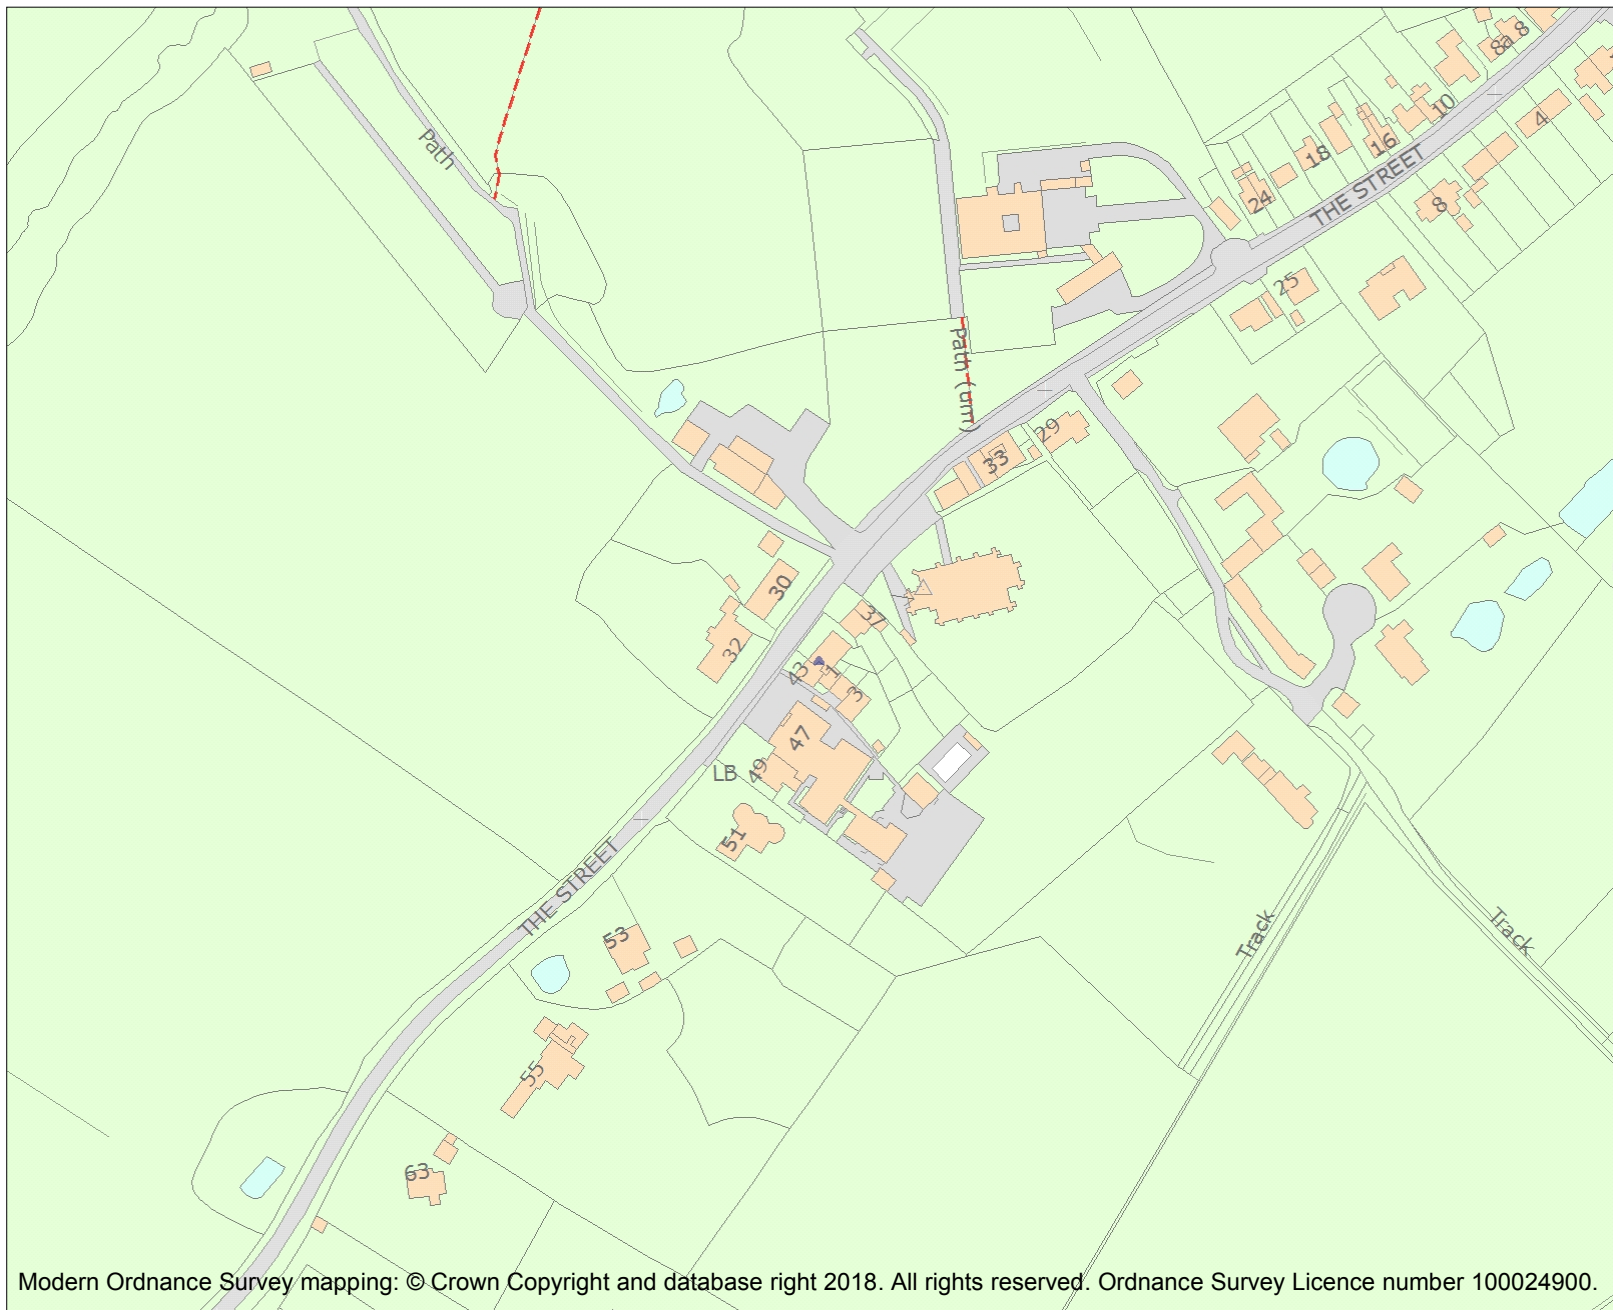 8a 8
10
4
16
18
THE STREET
24
8
Path
25
Path (um)
29
33
30
37
32
43
1
3
47
LB
49
51
THE STREET
53
Track
Track
55
63
Modern Ordnance Survey mapping: © Crown Copyright and database right 2018. All rights reserved. Ordnance Survey Licence number 100024900.